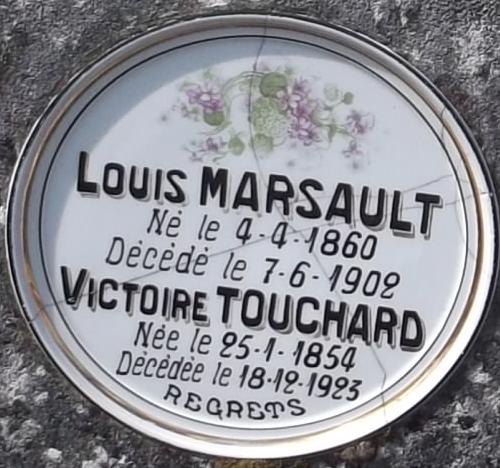 LOUIS MARSAULT
Né le 4-4-1860
Décédé le 7-6-1902
VICTOIRE TOUCHARD
Née le 25-1-1854
Décédée le 18-12-1923
REGRETS